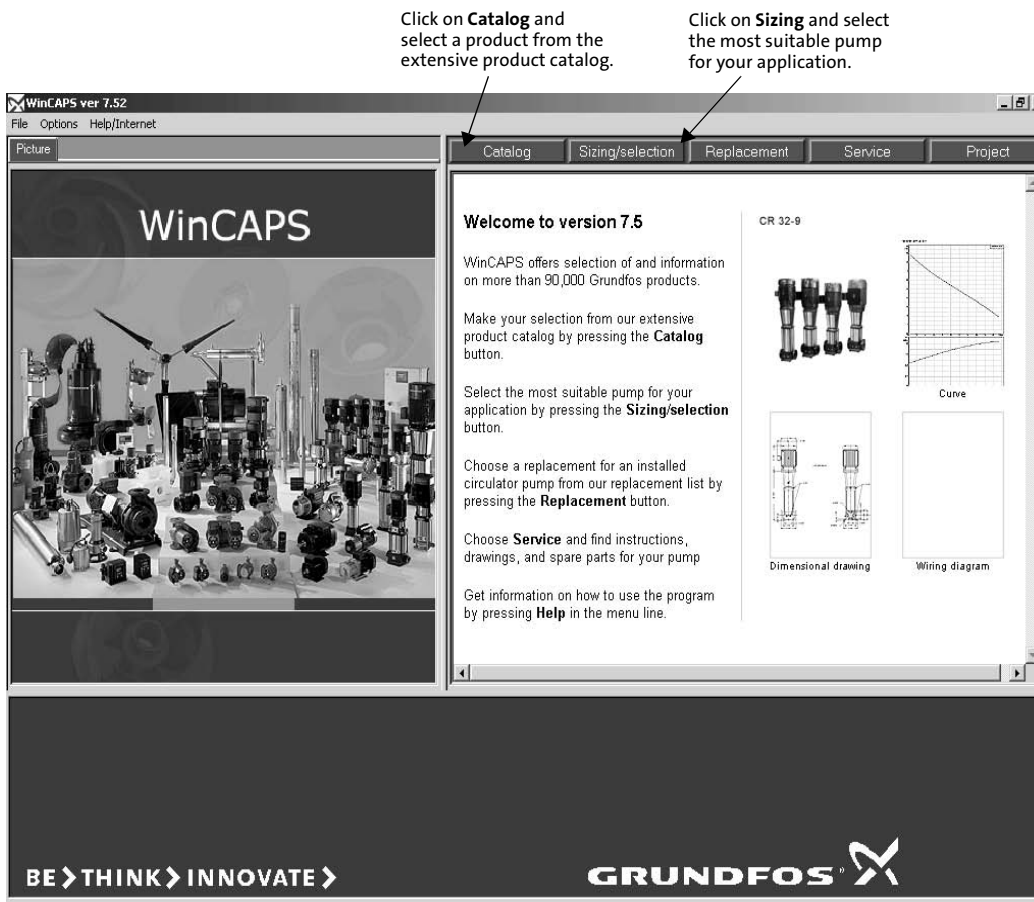 Click on Catalog and
select a product from the
extensive product catalog.
Click on Sizing and select
the most suitable pump
for your application.
WinCAPS ver 7.52
File Options Help/Internet
Picture
Catalog Sizing/selection Replacement Service Project
WinCAPS
Welcome to version 7.5
WinCAPS offers selection of and information
on more than 90,000 Grundfos products.
Make your selection from our extensive
product catalog by pressing the Catalog
button.
Select the most suitable pump for your
application by pressing the Sizing/selection
button.
Choose a replacement for an installed
circulator pump from our replacement list by
pressing the Replacement button.
Choose Service and find instructions,
drawings, and spare parts for your pump
Get information on how to use the program
by pressing Help in the menu line.
CR 32-9
Curve
Dimensional drawing
Wiring diagram
BE>THINK>INNOVATE>
GRUNDFOS